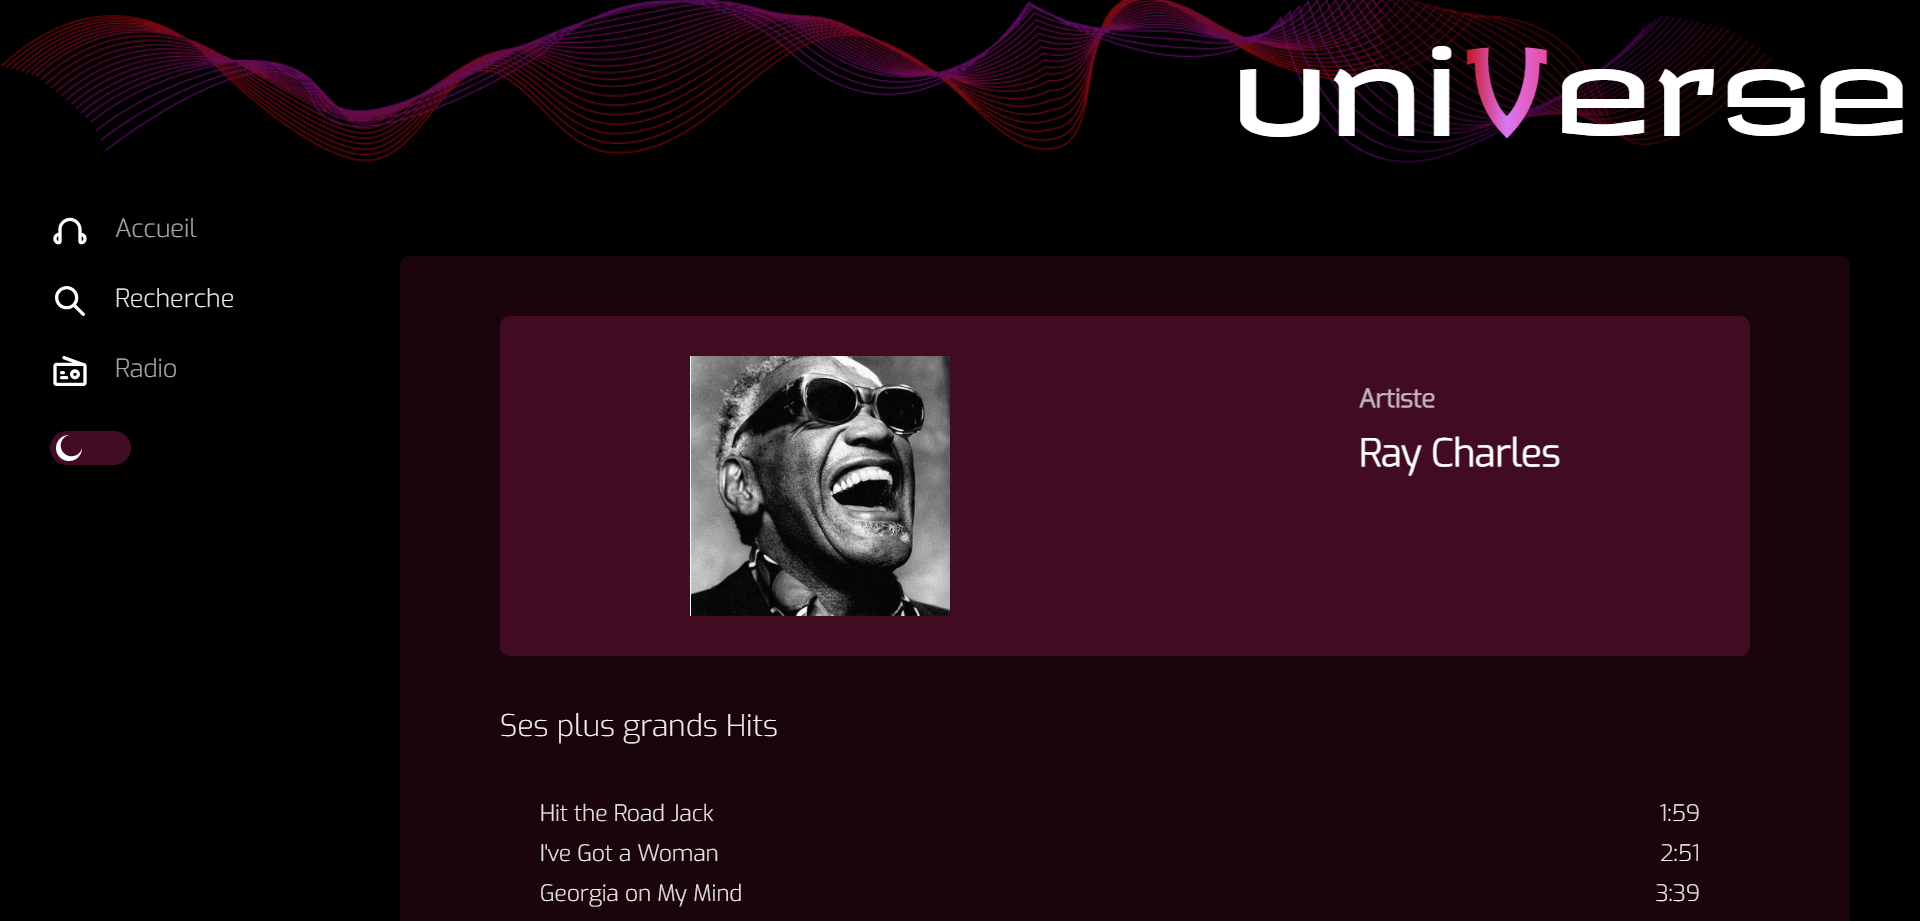 uniVerse
Accueil
Recherche
Radio
Artiste
Ray Charles
Ses plus grands Hits
Hit the Road Jack 1:59
I've Got a Woman 2:51
Georgia on My Mind 3:39